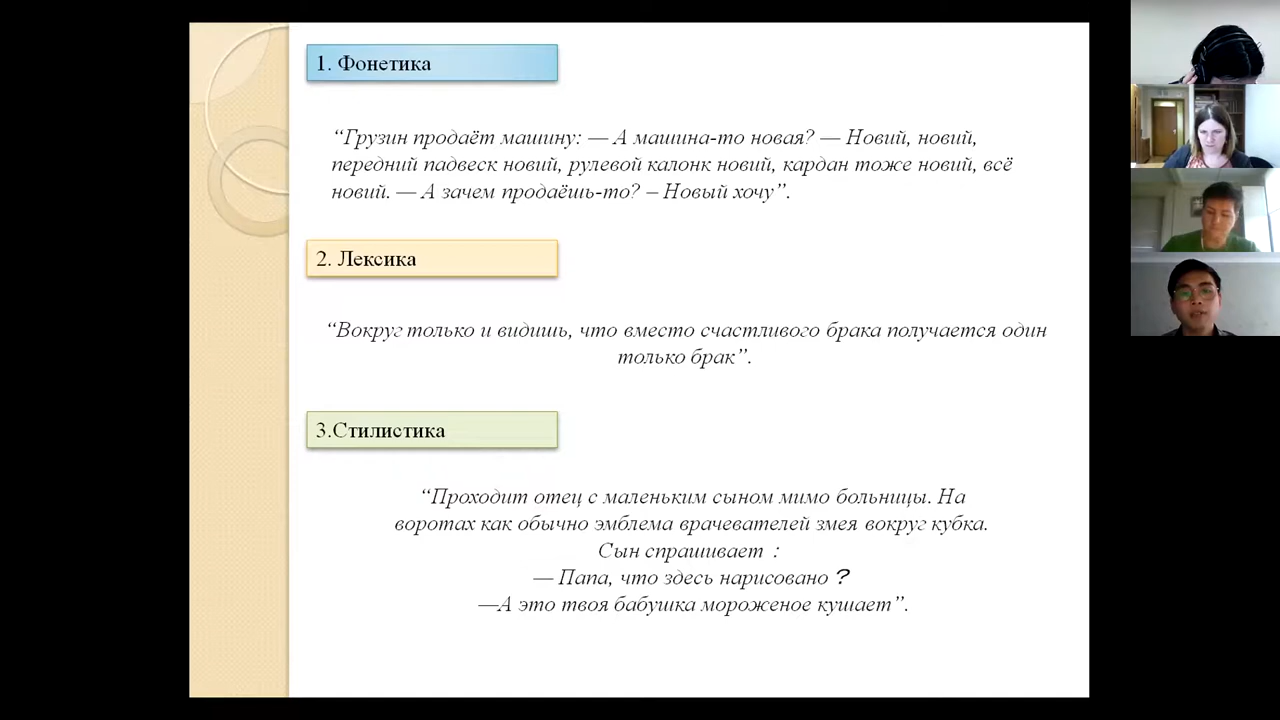 1. Фонетика
“Грузин продаёт машину: — А машина-то новая? — Новий, новий,
передний падвеск новий, рулевой калонк новий, кардан тоже новий, всё
новий. — А зачем продаёшь-то? – Новый хочу”.
2. Лексика
“Вокруг только и видишь, что вместо счастливого брака получается один
только брак”.
3.Стилистика
“Проходит отец с маленьким сыном мимо больницы. На
воротах как обычно эмблема врачевателей змея вокруг кубка.
Сын спрашивает：
— Папа, что здесь нарисовано？
—А это твоя бабушка мороженое кушает”.